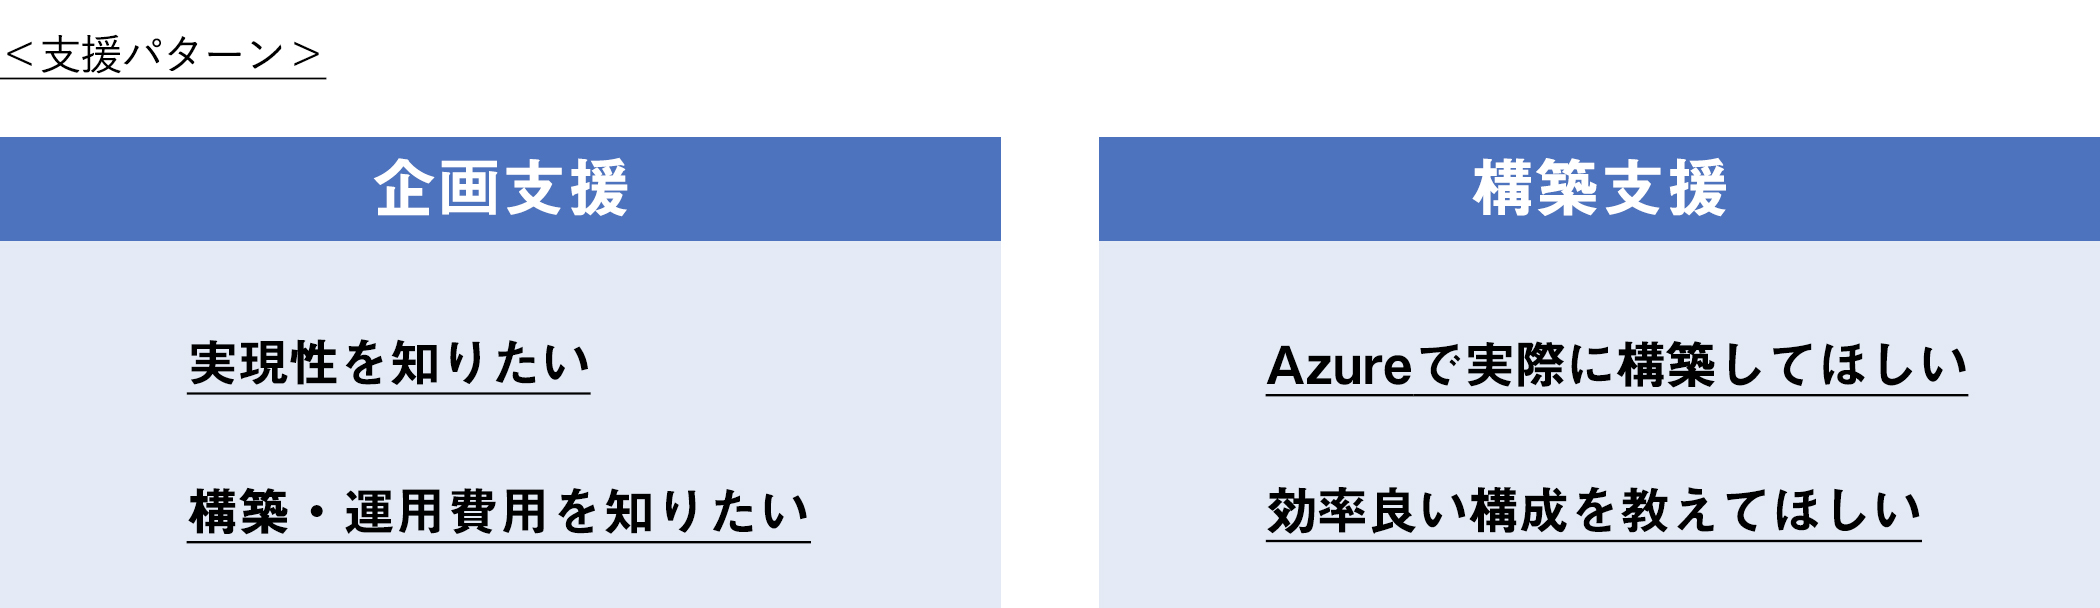 ＜支援パターン＞
企画支援
実現性を知りたい
構築・運用費用を知りたい
構築支援
Azureで実際に構築してほしい
効率良い構成を教えてほしい